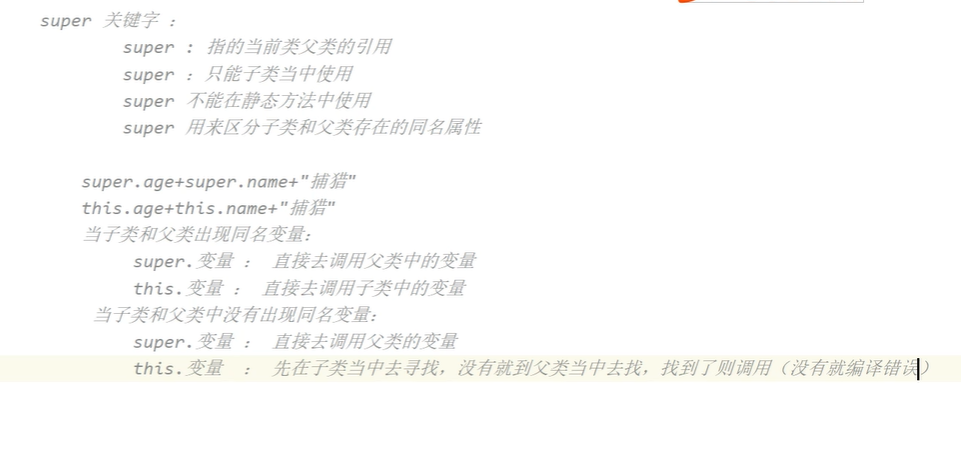 super 关键字 :
super : 指的当前类父类的引用
super : 只能子类当中使用
super 不能在静态方法中使用
super 用来区分子类和父类存在的同名属性
super.age+super.name+"捕猎"
this.age+this.name+"捕猎"
当子类和父类出现同名变量:
super.变量 : 直接去调用父类中的变量
this.变量 : 直接去调用子类中的变量
当子类和父类中没有出现同名变量:
super.变量 : 直接去调用父类的变量
this.变量 : 先在子类当中去寻找，没有就到父类当中去找，找到了则调用（没有就编译错误）